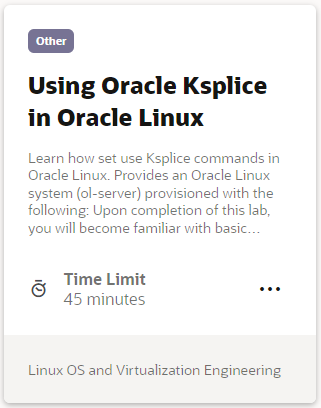 Other
Using Oracle Ksplice
in Oracle Linux
Learn how set use Ksplice commands in
Oracle Linux. Provides an Oracle Linux
system (ol-server) provisioned with the
following: Upon completion of this lab,
you will become familiar with basic...
Time Limit
45 minutes
Linux OS and Virtualization Engineering